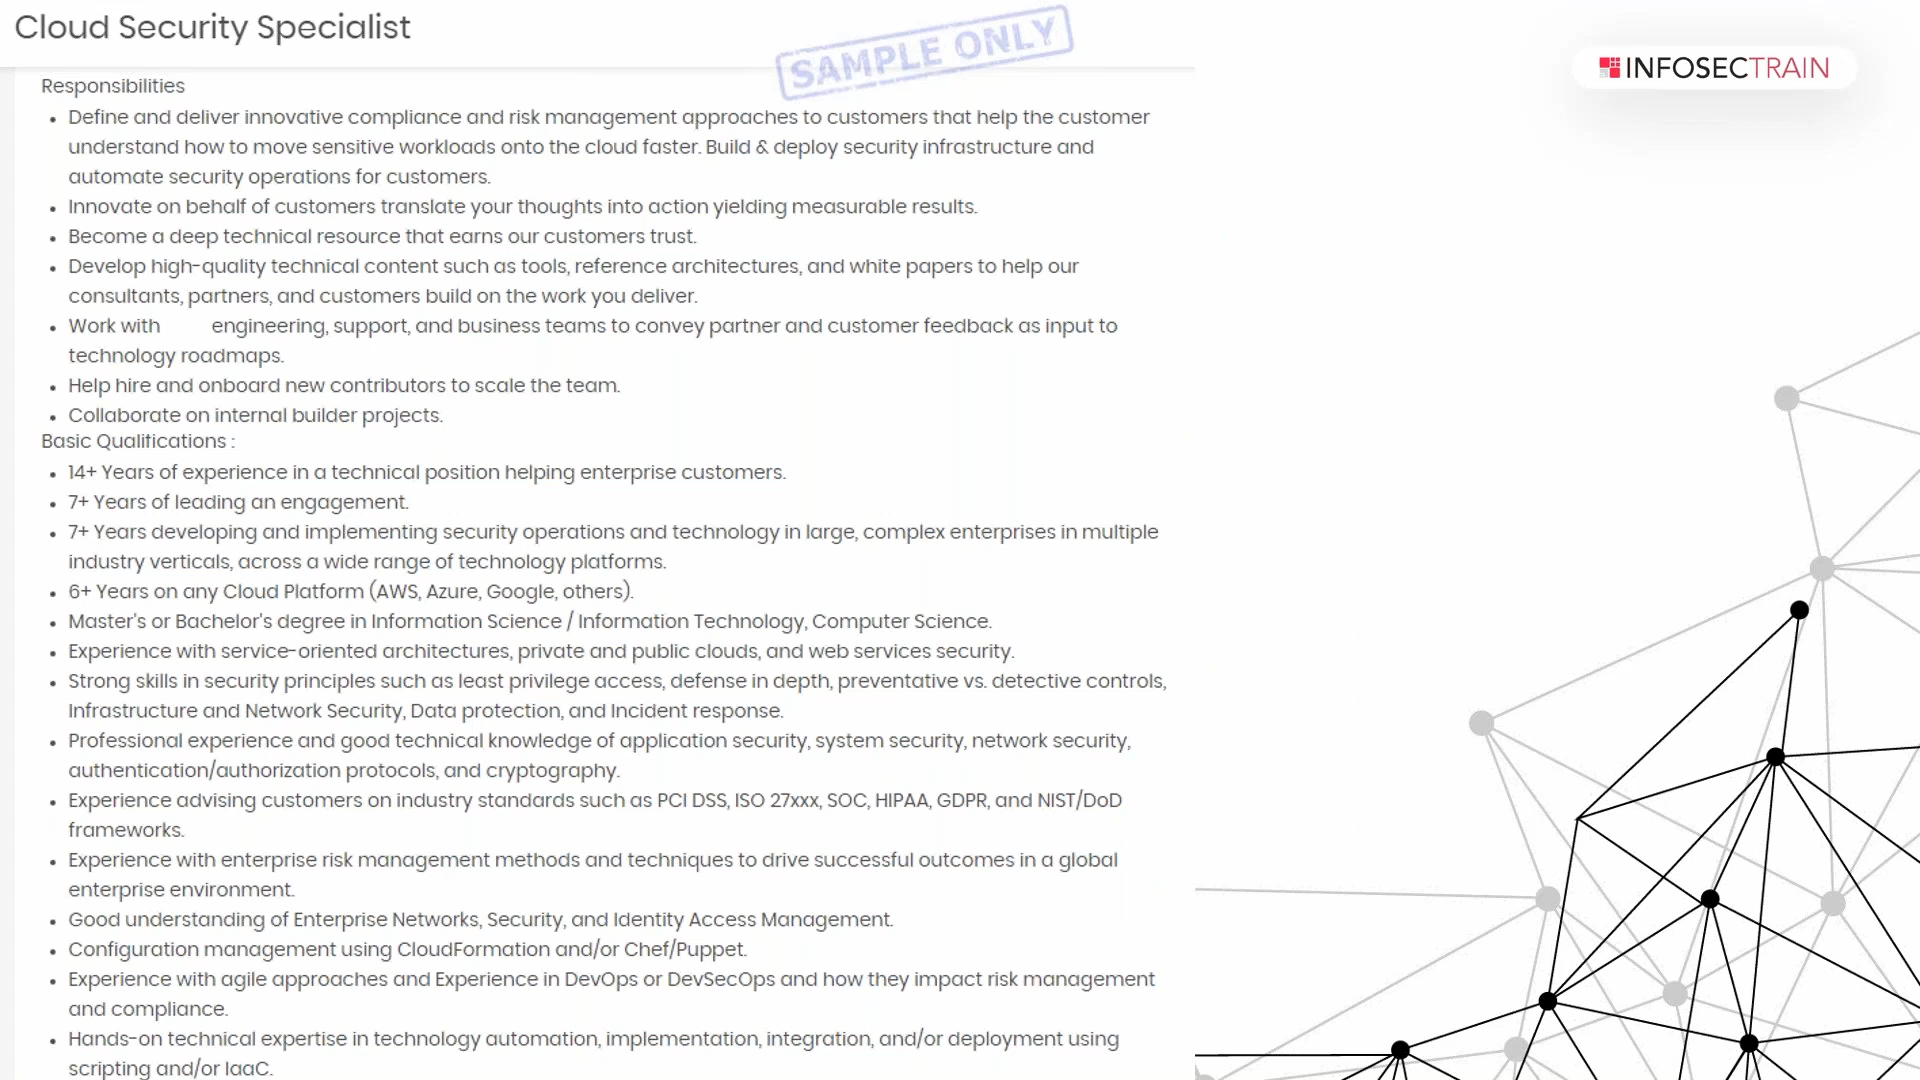 Cloud Security Specialist
SAMPLE ONLY
INFOSECTRAIN
Responsibilities
• Define and deliver innovative compliance and risk management approaches to customers that help the customer
understand how to move sensitive workloads onto the cloud faster. Build & deploy security infrastructure and
automate security operations for customers.
• Innovate on behalf of customers translate your thoughts into action yielding measurable results.
• Become a deep technical resource that earns our customers trust.
• Develop high-quality technical content such as tools, reference architectures, and white papers to help our
consultants, partners, and customers build on the work you deliver.
• Work with engineering, support, and business teams to convey partner and customer feedback as input to
technology roadmaps.
• Help hire and onboard new contributors to scale the team.
• Collaborate on internal builder projects.
Basic Qualifications :
• 14+ Years of experience in a technical position helping enterprise customers.
• 7+ Years of leading an engagement.
• 7+ Years developing and implementing security operations and technology in large, complex enterprises in multiple
industry verticals, across a wide range of technology platforms.
• 6+ Years on any Cloud Platform (AWS, Azure, Google, others).
• Master's or Bachelor's degree in Information Science / Information Technology, Computer Science.
• Experience with service-oriented architectures, private and public clouds, and web services security.
• Strong skills in security principles such as least privilege access, defense in depth, preventative vs. detective controls,
Infrastructure and Network Security, Data protection, and Incident response.
• Professional experience and good technical knowledge of application security, system security, network security,
authentication/authorization protocols, and cryptography.
• Experience advising customers on industry standards such as PCI DSS, ISO 27xxx, SOC, HIPAA, GDPR, and NIST/DoD
frameworks.
• Experience with enterprise risk management methods and techniques to drive successful outcomes in a global
enterprise environment.
• Good understanding of Enterprise Networks, Security, and Identity Access Management.
• Configuration management using CloudFormation and/or Chef/Puppet.
• Experience with agile approaches and Experience in DevOps or DevSecOps and how they impact risk management
and compliance.
• Hands-on technical expertise in technology automation, implementation, integration, and/or deployment using
scripting and/or IaaC.